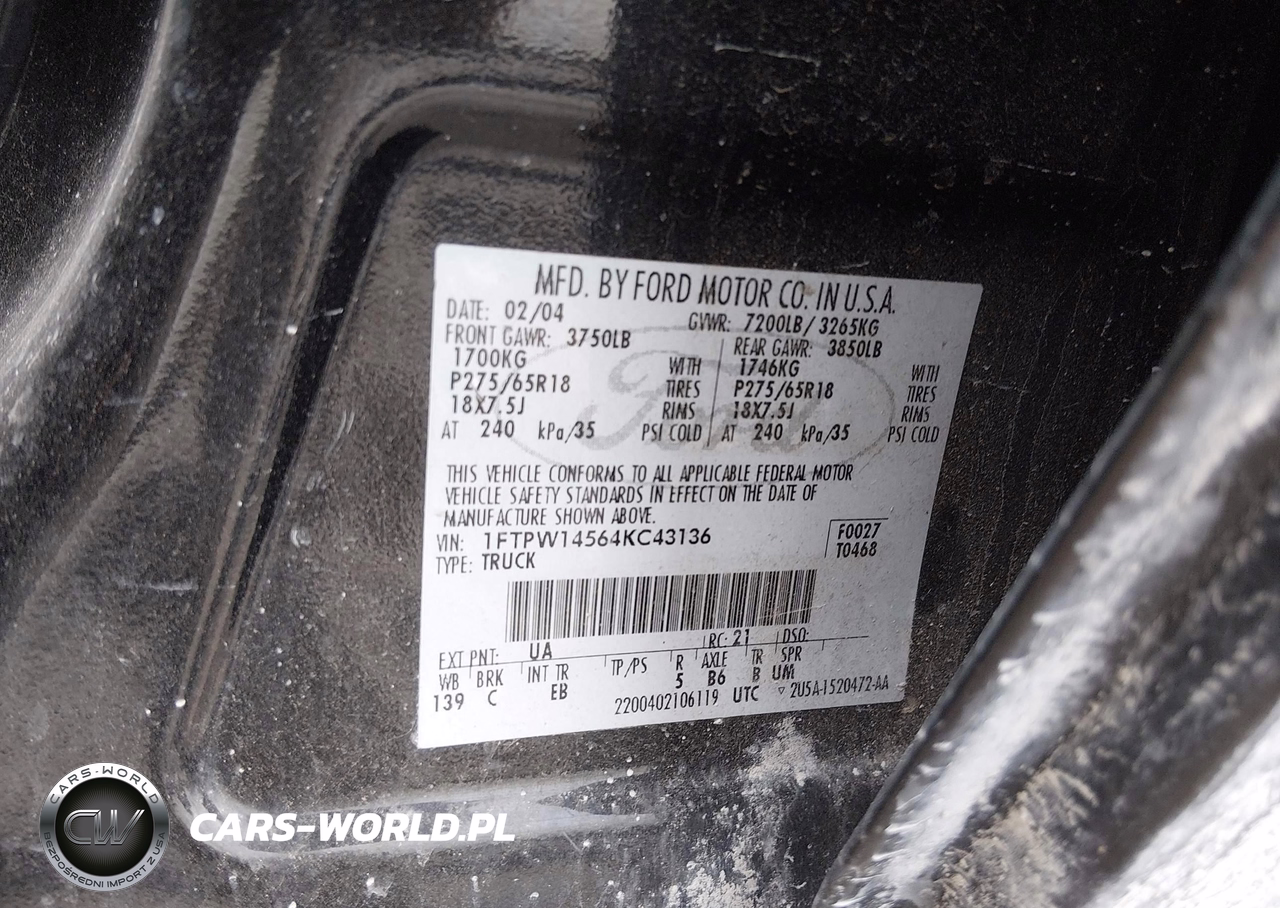 MFD. BY FORD MOTOR CO. IN U.S.A.
DATE: 02/04 GVWR: 7200LB/ 3265KG
FRONT GAWR: 3750LB REAR GAWR: 3850LB
1700KG WITH 1746KG WITH
P275/65R18 TIRES P275/65R18 TIRES
18X7.5J RIMS 18X7.5J RIMS
AT 240 kPa/35 PSI COLD AT 240 kPa/35 PSI COLD
Ford
THIS VEHICLE CONFORMS TO ALL APPLICABLE FEDERAL MOTOR
VEHICLE SAFETY STANDARDS IN EFFECT ON THE DATE OF
MANUFACTURE SHOWN ABOVE.
VIN: 1FTPW14564KC43136 F0027
TYPE: TRUCK T0468
EXT PNT: UA RC: 21 DSO:
WB BRK INT TR TP/PS R AXLE TR SPR
139 C EB 5 B6 B UM
2200402106119 UTC ▽ 2U5A-1520472-AA
CARS-WORLD
CW
BEZPOŚREDNI IMPORT Z USA
CARS-WORLD.PL